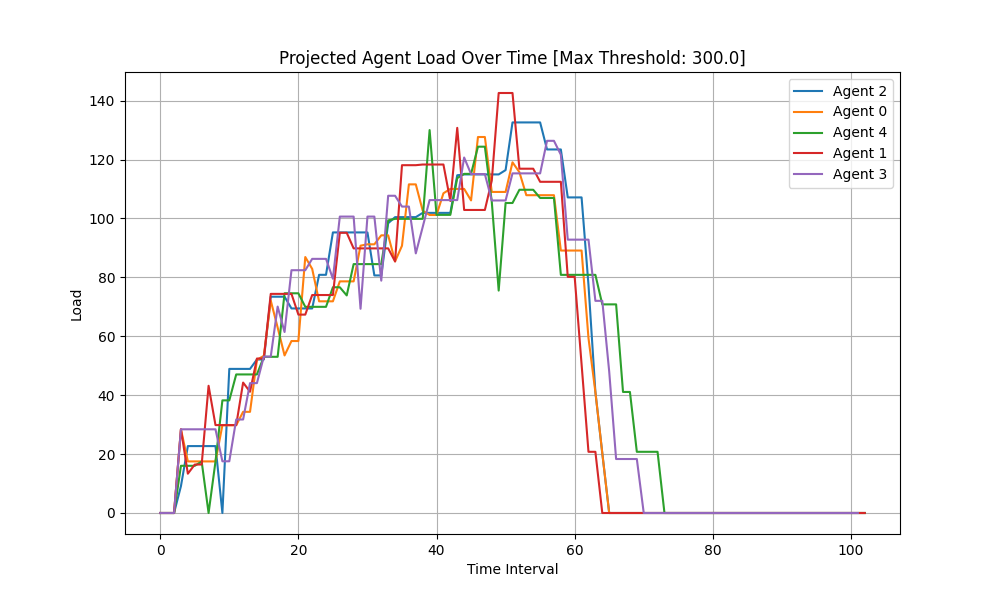 Projected Agent Load Over Time [Max Threshold: 300.0]
Agent 2
Agent 0
Agent 4
Agent 1
Agent 3
Load
140
120
100
80
60
40
20
0
0 20 40 60 80 100
Time Interval